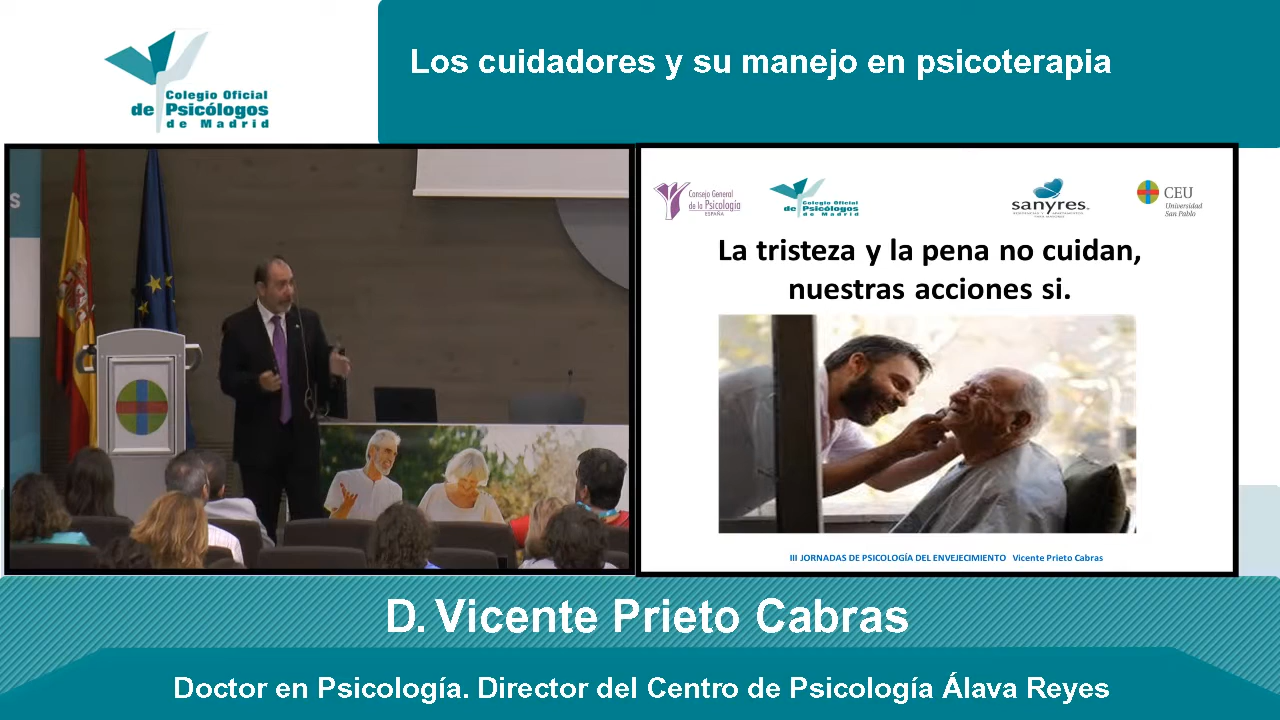 Colegio Oficial
de Psicólogos
de Madrid
Los cuidadores y su manejo en psicoterapia
s
Consejo General
de la Psicología
ESPAÑA
Colegio Oficial
de Psicólogos
de Madrid
sanyres.
CEU
Universidad
San Pablo
La tristeza y la pena no cuidan,
nuestras acciones si.
III JORNADAS DE PSICOLOGÍA DEL ENVEJECIMIENTO Vicente Prieto Cabras
D. Vicente Prieto Cabras
Doctor en Psicología. Director del Centro de Psicología Álava Reyes